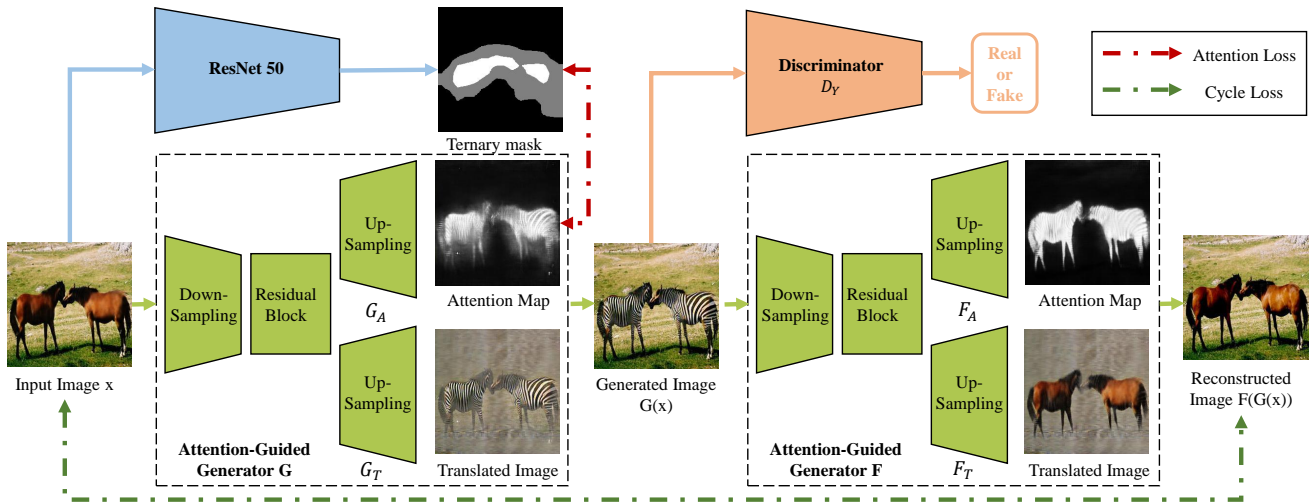 ResNet 50
Ternary mask
Discriminator
D_Y
Real
or
Fake
Attention Loss
Cycle Loss
Input Image x
Down-
Sampling
Residual
Block
Up-
Sampling
G_A
Attention Map
Up-
Sampling
G_T
Translated Image
Attention-Guided
Generator G
Generated Image
G(x)
Down-
Sampling
Residual
Block
Up-
Sampling
F_A
Attention Map
Up-
Sampling
F_T
Translated Image
Attention-Guided
Generator F
Reconstructed
Image F(G(x))